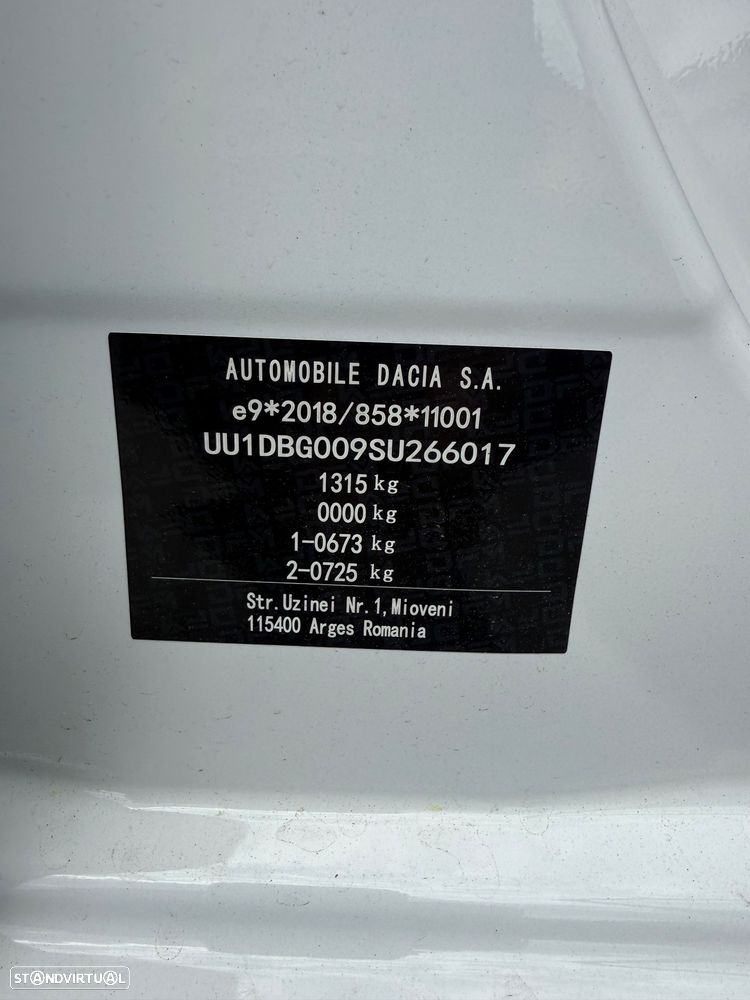 AUTOMOBILE DACIA S.A.
e9*2018/858*11001
UU1DBG009SU266017
1315 kg
0000 kg
1-0673 kg
2-0725 kg
Str.Uzinei Nr.1,Mioveni
115400 Arges Romania
STANDVIRTUAL